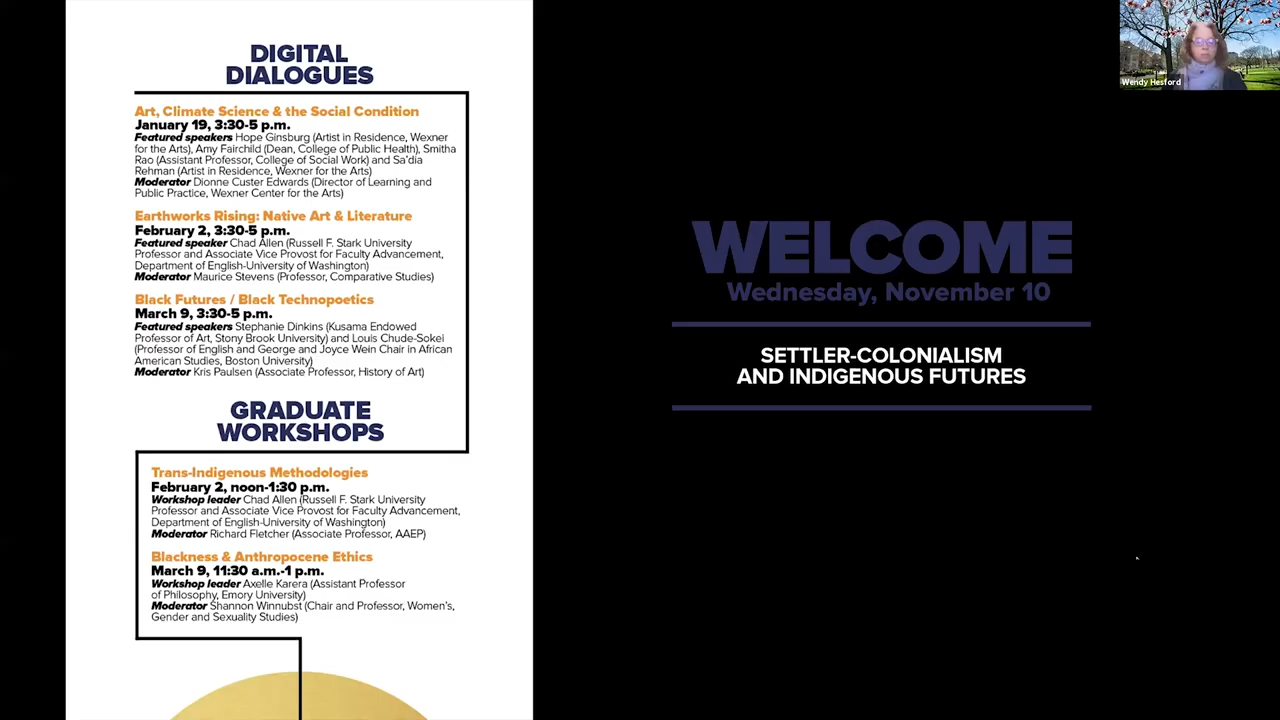 DIGITAL
DIALOGUES
Art, Climate Science & the Social Condition
January 19, 3:30-5 p.m.
Featured speakers Hope Ginsburg (Artist in Residence, Wexner
for the Arts), Amy Fairchild (Dean, College of Public Health), Smitha
Rao (Assistant Professor, College of Social Work) and Sa'dia
Rehman (Artist in Residence, Wexner for the Arts)
Moderator Dionne Custer Edwards (Director of Learning and
Public Practice, Wexner Center for the Arts)
Earthworks Rising: Native Art & Literature
February 2, 3:30-5 p.m.
Featured speaker Chad Allen (Russell F. Stark University
Professor and Associate Vice Provost for Faculty Advancement,
Department of English-University of Washington)
Moderator Maurice Stevens (Professor, Comparative Studies)
Black Futures / Black Technopoetics
March 9, 3:30-5 p.m.
Featured speakers Stephanie Dinkins (Kusama Endowed
Professor of Art, Stony Brook University) and Louis Chude-Sokei
(Professor of English and George and Joyce Wein Chair in African
American Studies, Boston University)
Moderator Kris Paulsen (Associate Professor, History of Art)
GRADUATE
WORKSHOPS
Trans-Indigenous Methodologies
February 2, noon-1:30 p.m.
Workshop leader Chad Allen (Russell F. Stark University
Professor and Associate Vice Provost for Faculty Advancement,
Department of English-University of Washington)
Moderator Richard Fletcher (Associate Professor, AAEP)
Blackness & Anthropocene Ethics
March 9, 11:30 a.m.-1 p.m.
Workshop leader Axelle Karera (Assistant Professor
of Philosophy, Emory University)
Moderator Shannon Winnubst (Chair and Professor, Women's,
Gender and Sexuality Studies)
WELCOME
Wednesday, November 10
SETTLER-COLONIALISM
AND INDIGENOUS FUTURES
Wendy Hesford